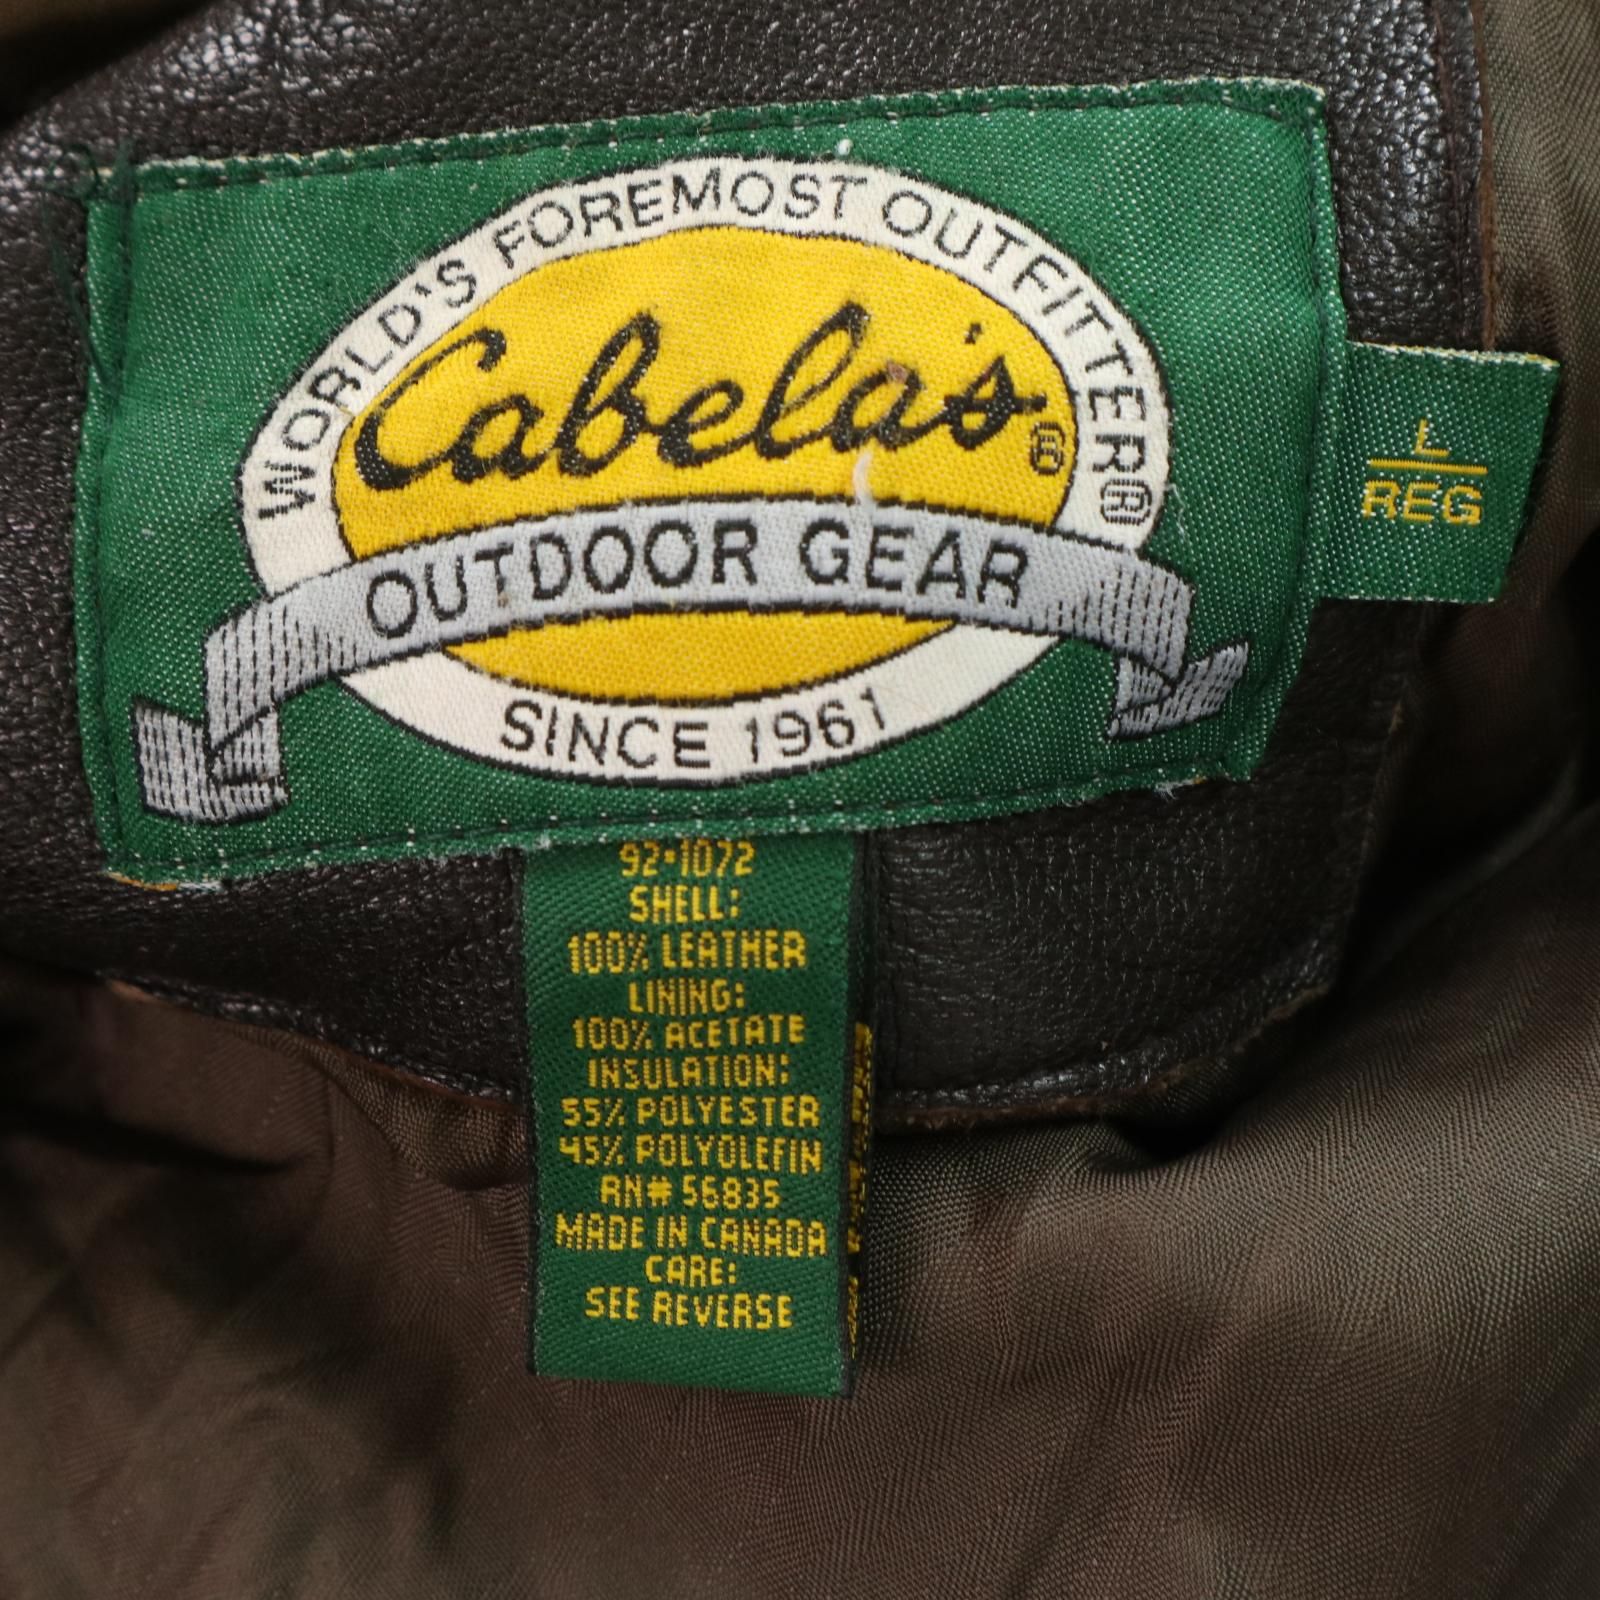 WORLD'S FOREMOST OUTFITTER®
Cabela's®
OUTDOOR GEAR
SINCE 1961
L
REG
92•1072
SHELL:
100% LEATHER
LINING:
100% ACETATE
INSULATION:
55% POLYESTER
45% POLYOLEFIN
RN# 56835
MADE IN CANADA
CARE:
SEE REVERSE